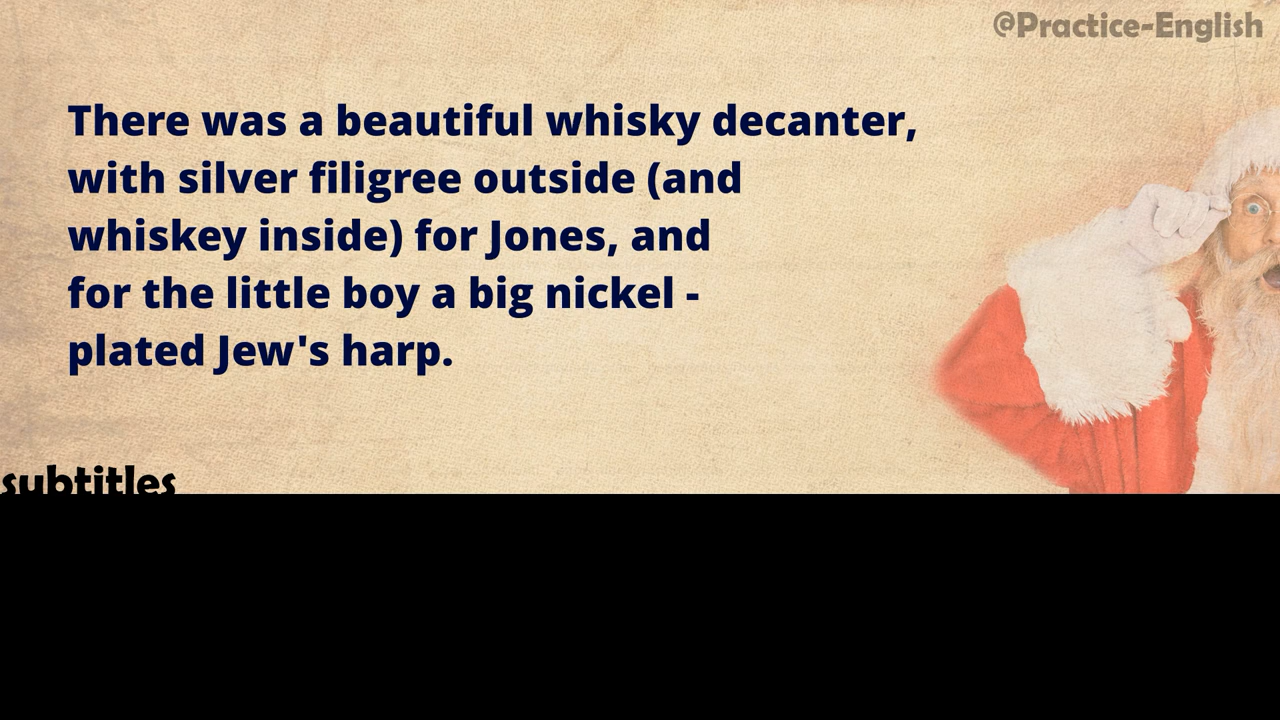 @Practice-English
There was a beautiful whisky decanter,
with silver filigree outside (and
whiskey inside) for Jones, and
for the little boy a big nickel -
plated Jew's harp.
subtitles